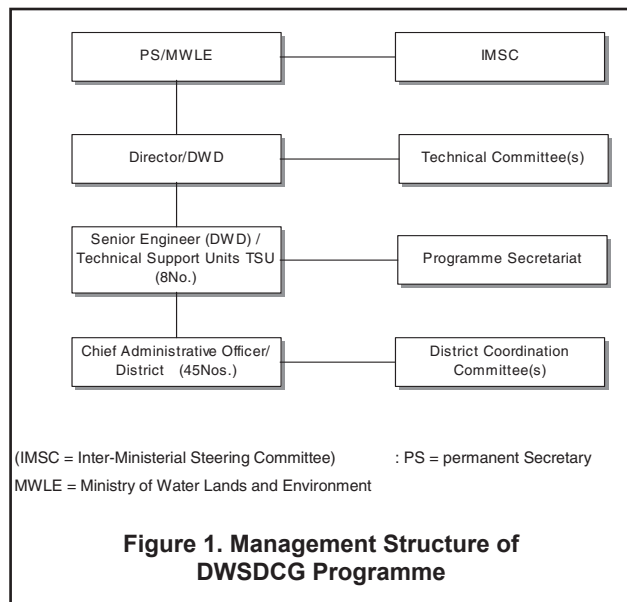 PS/MWLE
IMSC
Director/DWD
Technical Committee(s)
Senior Engineer (DWD) /
Technical Support Units TSU
(8No.)
Programme Secretariat
Chief Administrative Officer/
District (45Nos.)
District Coordination
Committee(s)
(IMSC = Inter-Ministerial Steering Committee) : PS = permanent Secretary
MWLE = Ministry of Water Lands and Environment
Figure 1. Management Structure of
DWSDCG Programme